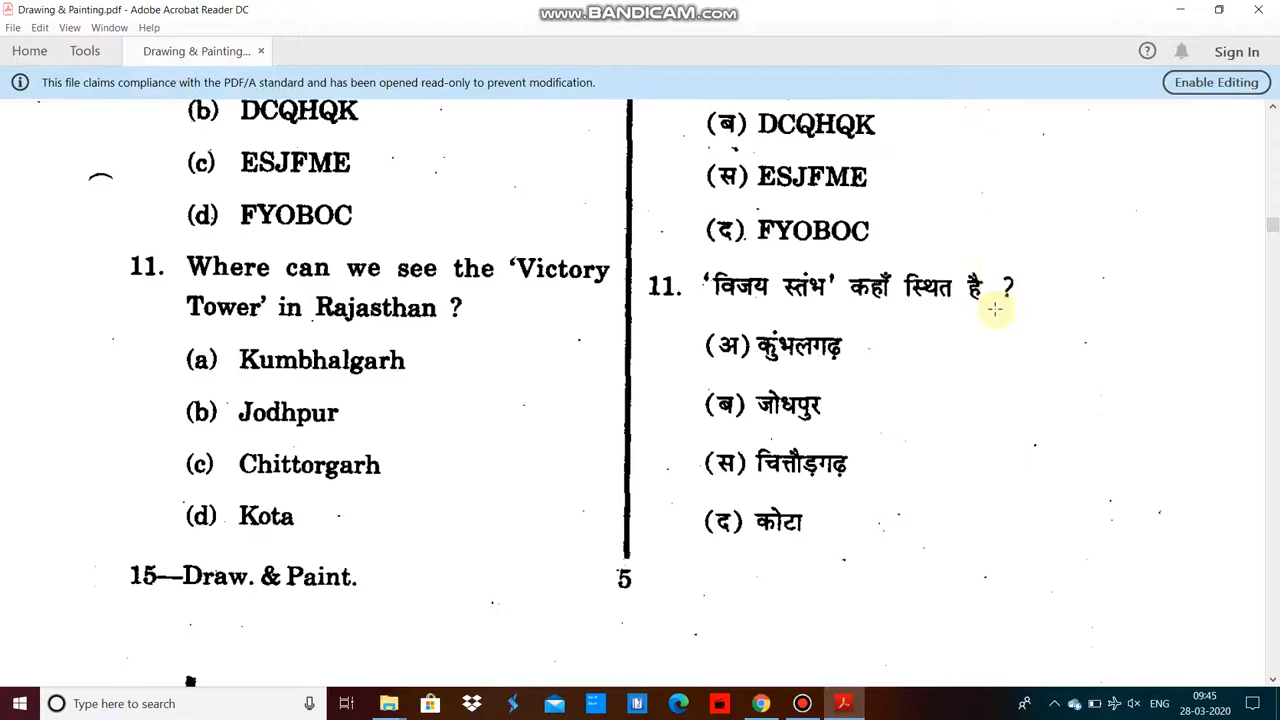 Drawing & Painting.pdf - Adobe Acrobat Reader DC
www.BANDICAM.com
File Edit View Window Help
Home Tools Drawing & Painting... × Sign In
This file claims compliance with the PDF/A standard and has been opened read-only to prevent modification. Enable Editing
(b) DCQHQK
(c) ESJFME
(d) FYOBOC
11. Where can we see the ‘Victory
Tower’ in Rajasthan ?
(a) Kumbhalgarh
(b) Jodhpur
(c) Chittorgarh
(d) Kota
15—Draw. & Paint.
5
(ब) DCQHQK
(स) ESJFME
(द) FYOBOC
11. ‘विजय स्तंभ’ कहाँ स्थित है ?
(अ) कुंभलगढ़
(ब) जोधपुर
(स) चित्तौड़गढ़
(द) कोटा
Type here to search
ENG
09:45
28-03-2020